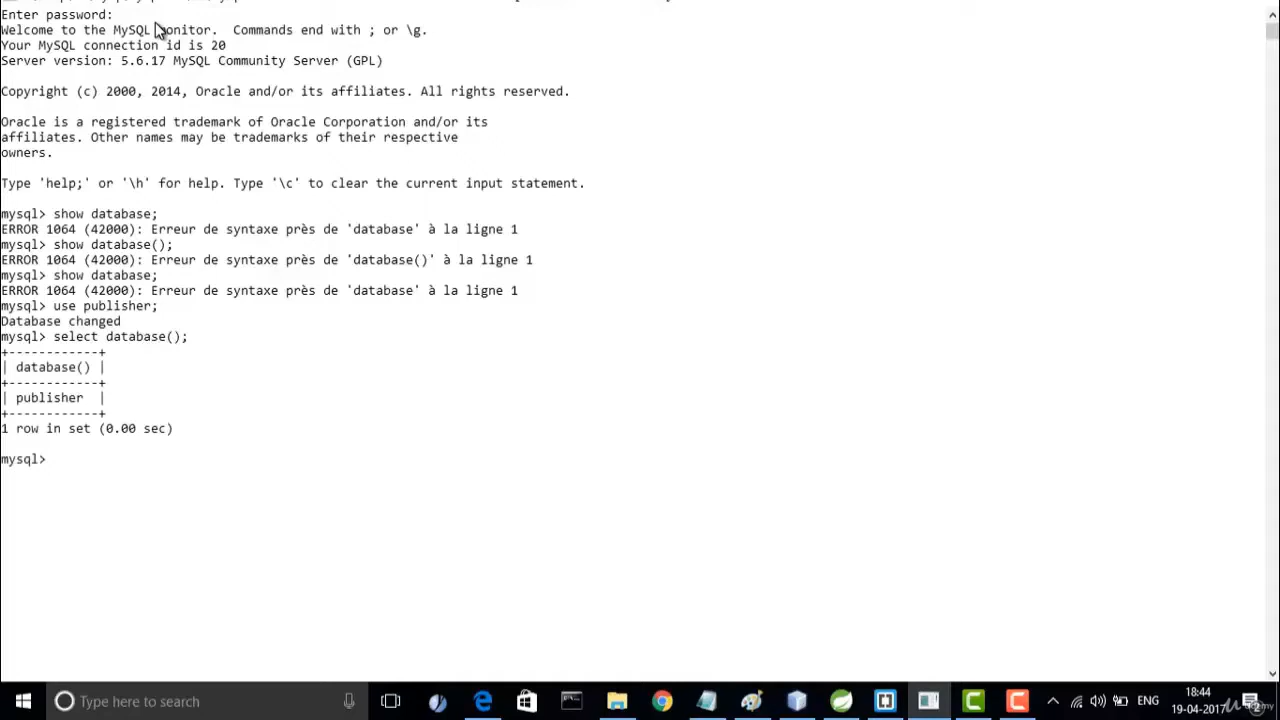 Enter password:
Welcome to the MySQL monitor.  Commands end with ; or \g.
Your MySQL connection id is 20
Server version: 5.6.17 MySQL Community Server (GPL)
Copyright (c) 2000, 2014, Oracle and/or its affiliates. All rights reserved.
Oracle is a registered trademark of Oracle Corporation and/or its
affiliates. Other names may be trademarks of their respective
owners.
Type 'help;' or '\h' for help. Type '\c' to clear the current input statement.
mysql> show database;
ERROR 1064 (42000): Erreur de syntaxe près de 'database' à la ligne 1
mysql> show database();
ERROR 1064 (42000): Erreur de syntaxe près de 'database()' à la ligne 1
mysql> show database;
ERROR 1064 (42000): Erreur de syntaxe près de 'database' à la ligne 1
mysql> use publisher;
Database changed
mysql> select database();
+------------+
| database() |
+------------+
| publisher  |
+------------+
1 row in set (0.00 sec)
mysql>
Type here to search
ENG
18:44
19-04-2017